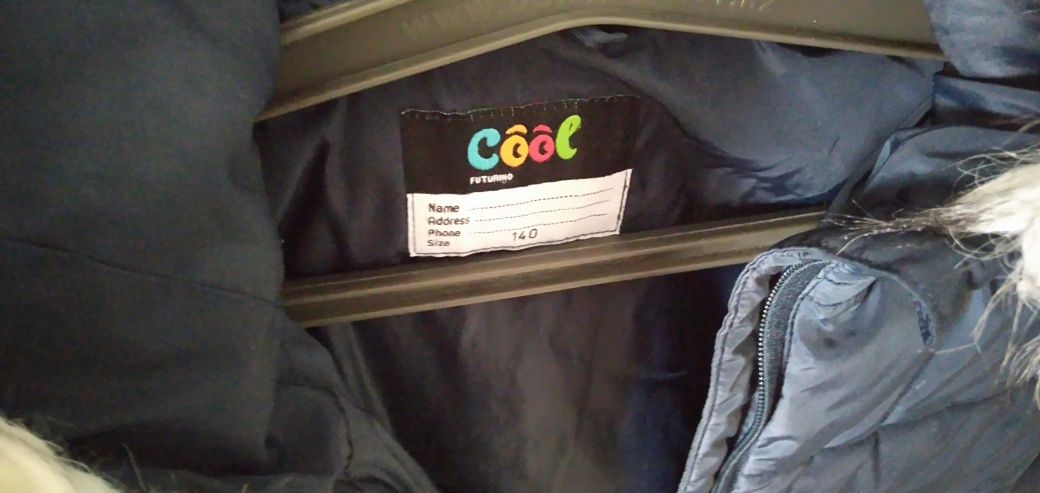 côôl
FUTURINO
Name
Address
Phone
Size 140